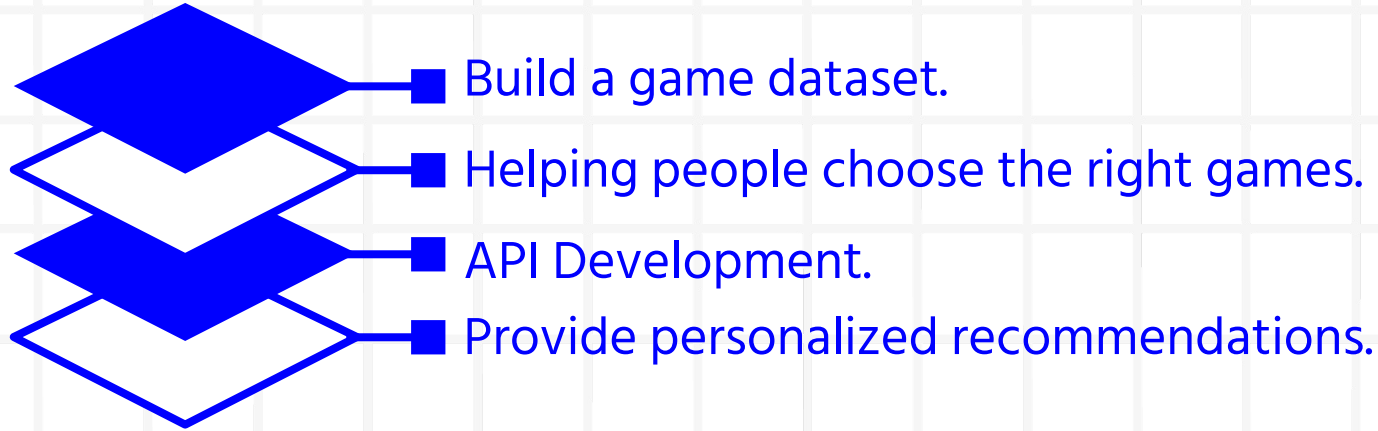 Build a game dataset.
Helping people choose the right games.
API Development.
Provide personalized recommendations.